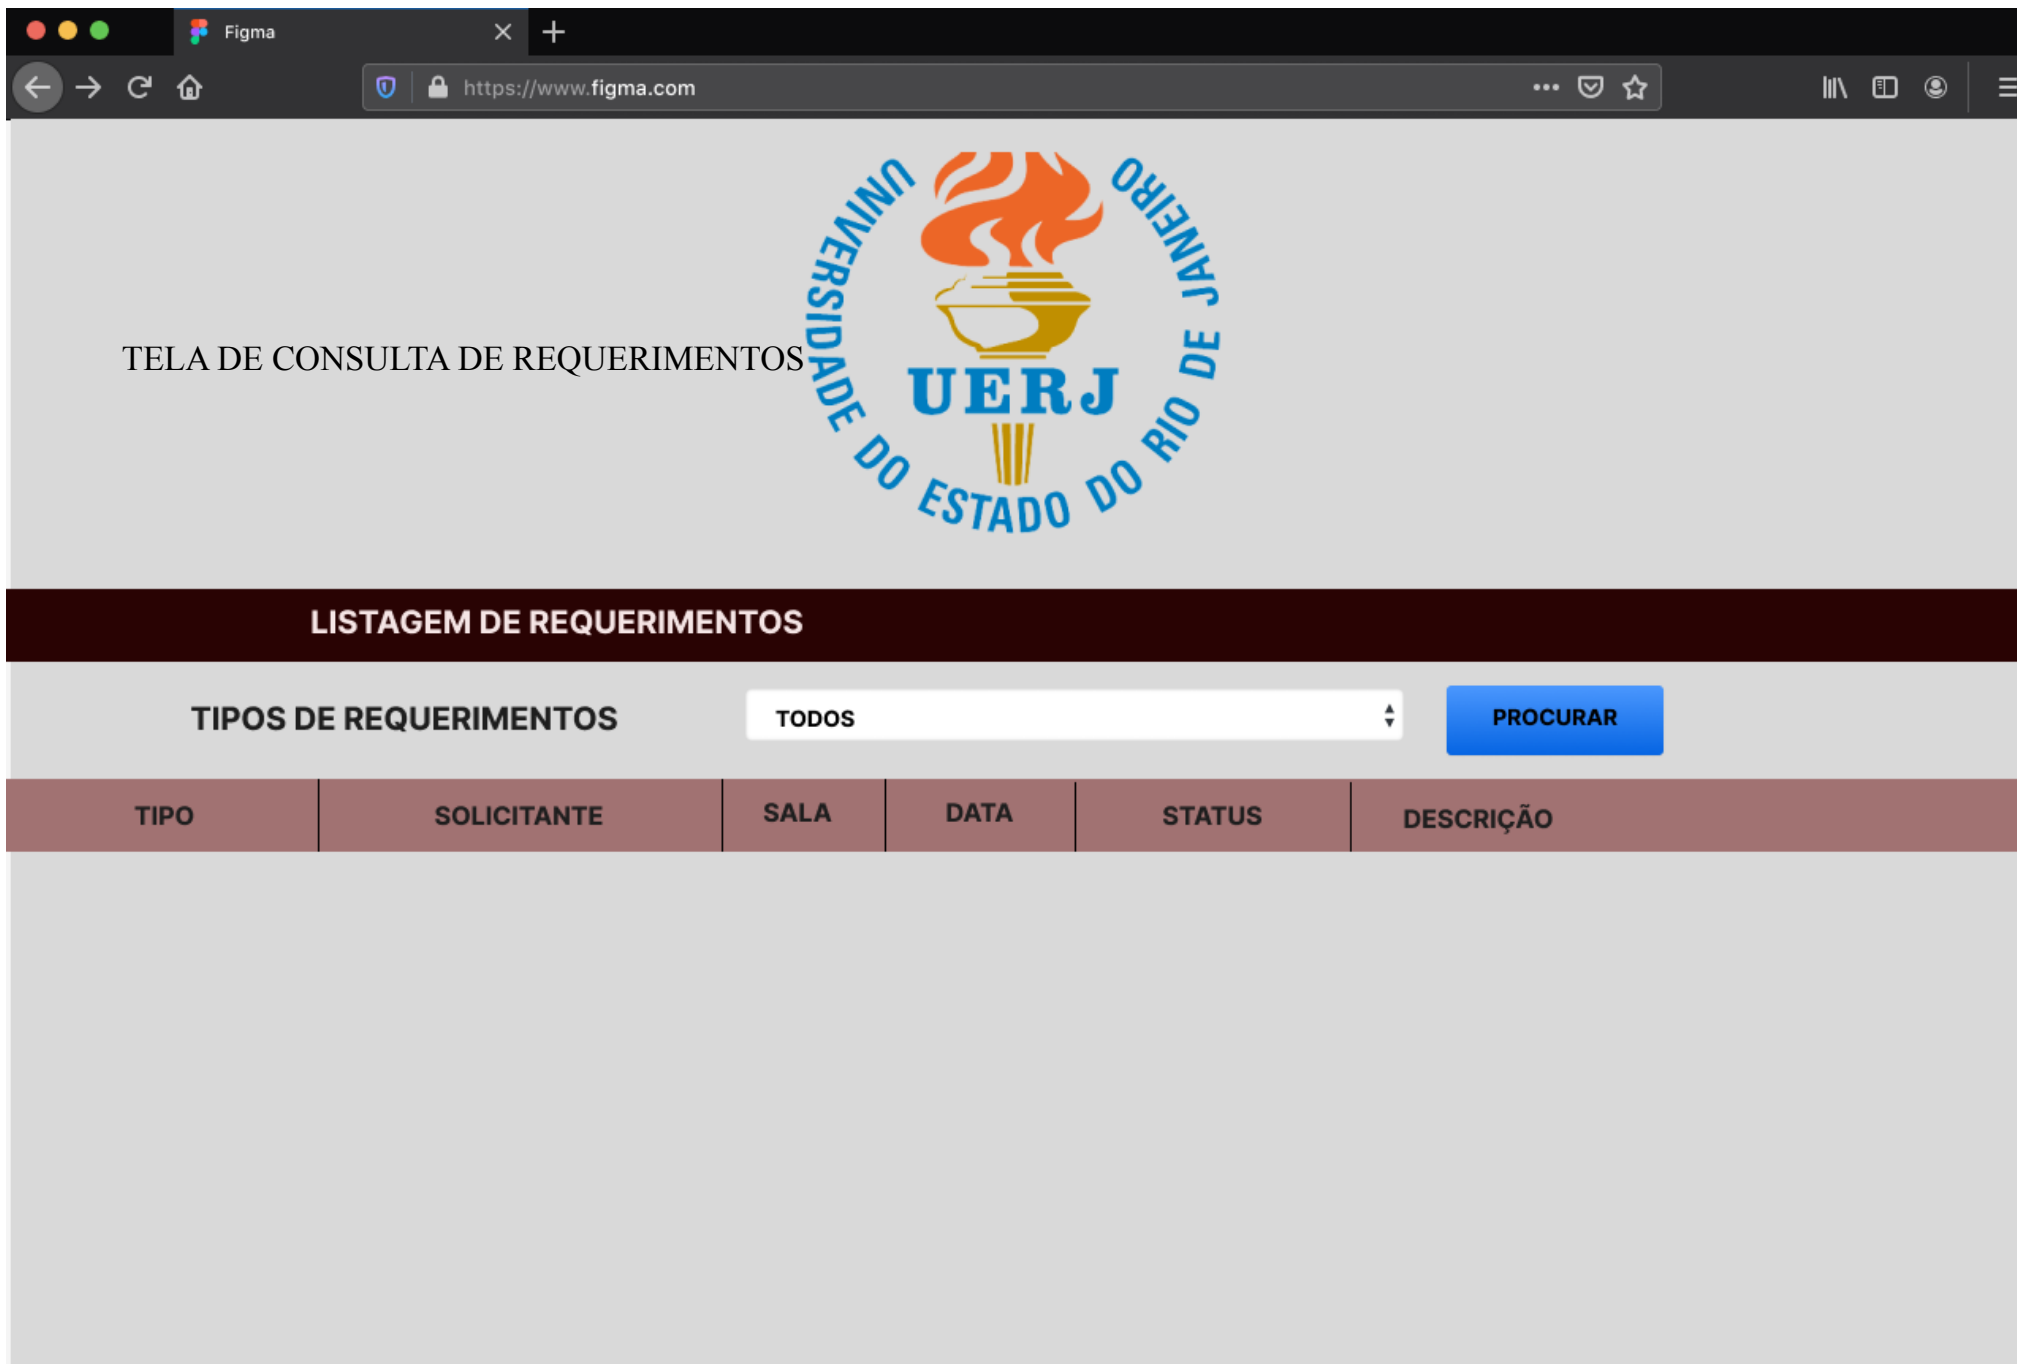 Figma
https://www.figma.com
UNIVERSIDADE DO ESTADO DO RIO DE JANEIRO
UERJ
TELA DE CONSULTA DE REQUERIMENTOS
LISTAGEM DE REQUERIMENTOS
TIPOS DE REQUERIMENTOS TODOS PROCURAR
TIPO SOLICITANTE SALA DATA STATUS DESCRIÇÃO